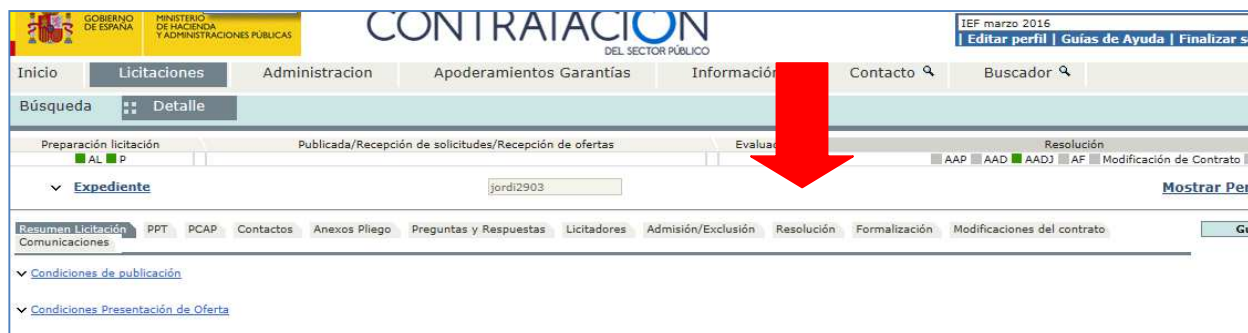 GOBIERNO DE ESPAÑA
MINISTERIO DE HACIENDA Y ADMINISTRACIONES PÚBLICAS
CONTRATACIÓN
DEL SECTOR PÚBLICO
IEF marzo 2016
| Editar perfil | Guías de Ayuda | Finalizar
Inicio Licitaciones Administracion Apoderamientos Garantías Información Contacto Buscador
Búsqueda Detalle
Preparación licitación Publicada/Recepción de solicitudes/Recepción de ofertas Resolución
AL P AAP AAD AADJ AF Modificación de Contrato
Expediente jordi2903 Mostrar
Resumen Licitación PPT PCAP Contactos Anexos Pliego Preguntas y Respuestas Licitadores Admisión/Exclusión Resolución Formalización Modificaciones del contrato
Comunicaciones
Condiciones de publicación
Condiciones Presentación de Oferta